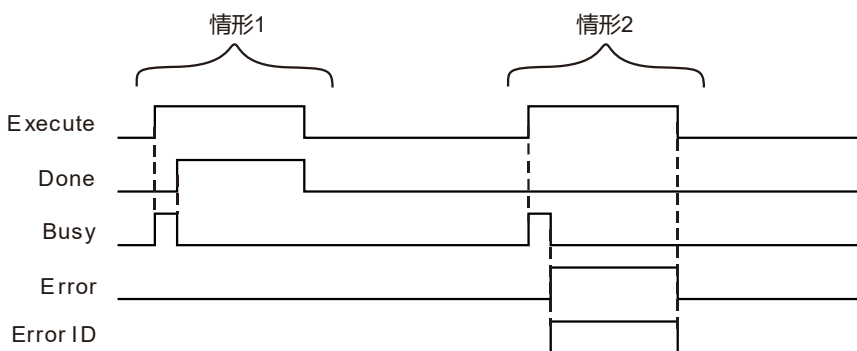 情形1 情形2
Execute
Done
Busy
Error
Error ID